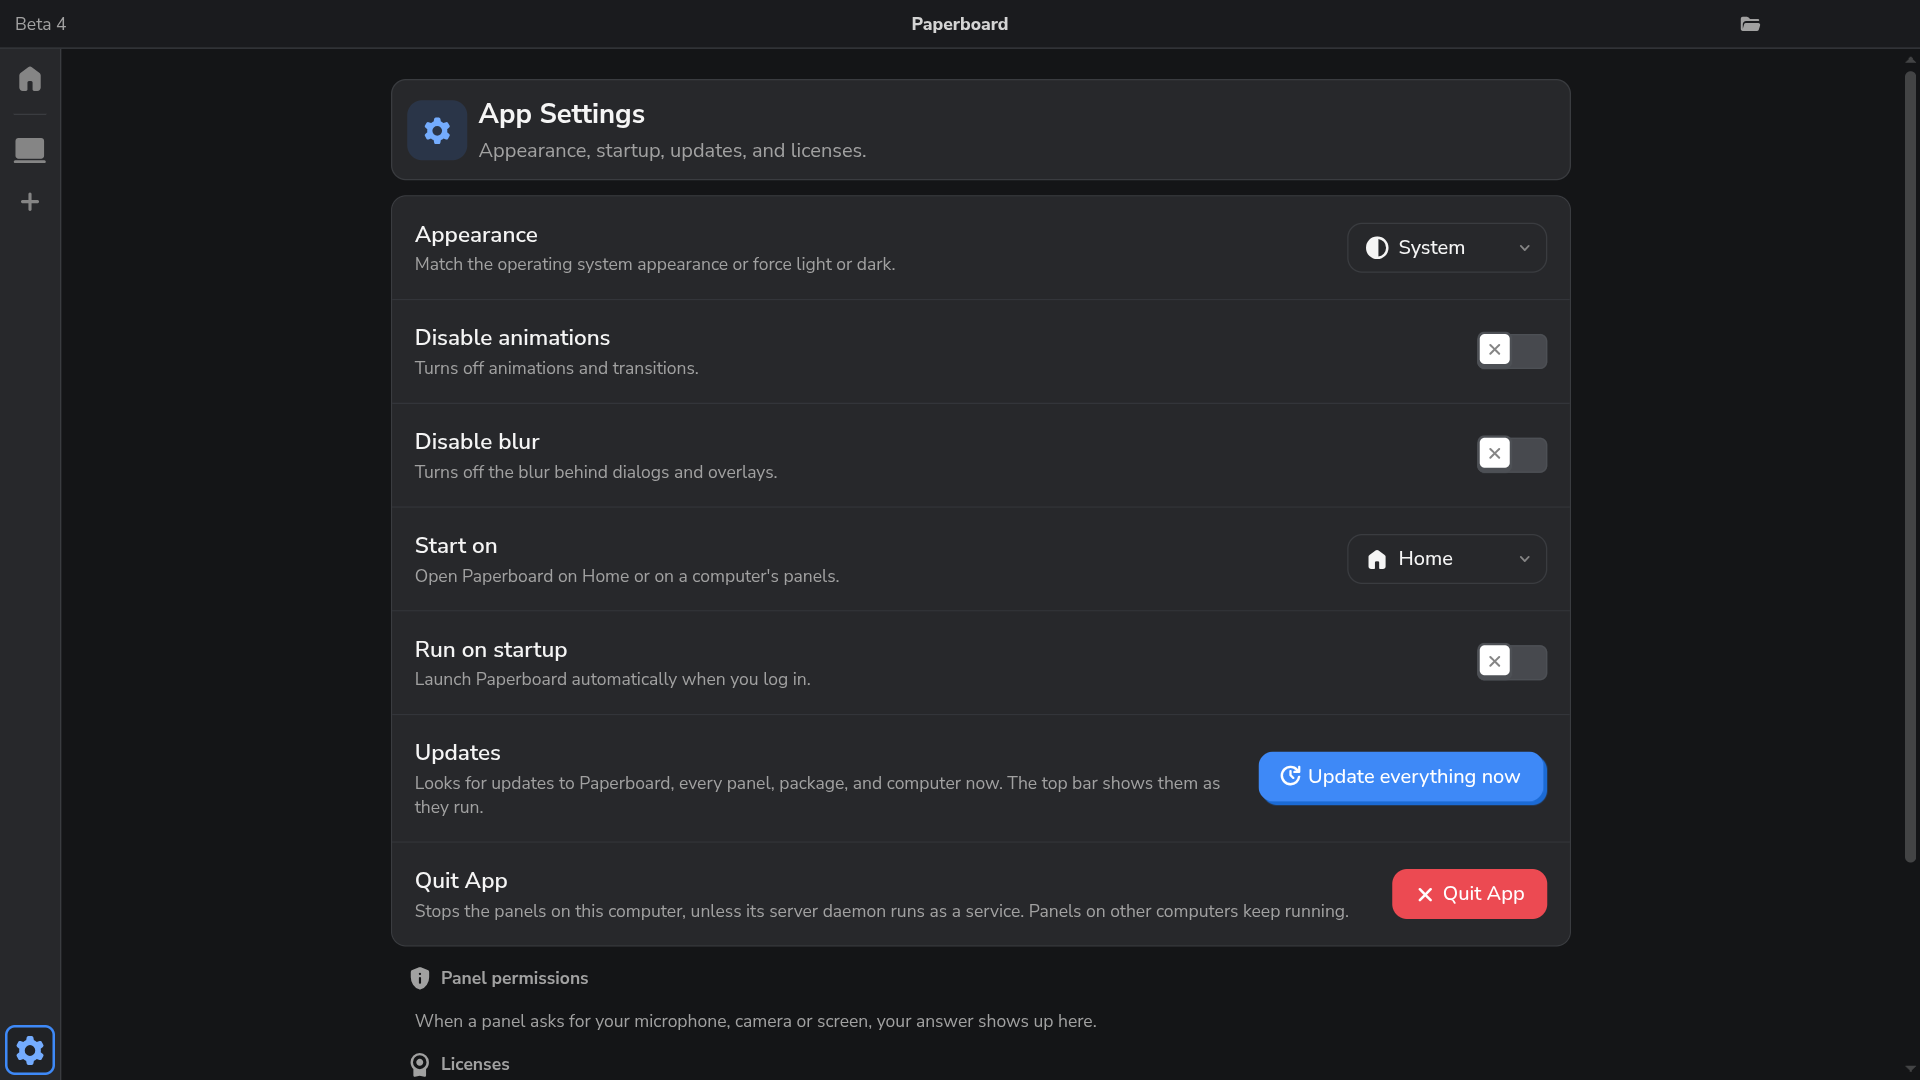 Beta 4
Paperboard
App Settings
Appearance, startup, updates, and licenses.
Appearance
Match the operating system appearance or force light or dark.
System
Disable animations
Turns off animations and transitions.
Disable blur
Turns off the blur behind dialogs and overlays.
Start on
Open Paperboard on Home or on a computer's panels.
Home
Run on startup
Launch Paperboard automatically when you log in.
Updates
Looks for updates to Paperboard, every panel, package, and computer now. The top bar shows them as
they run.
Update everything now
Quit App
Stops the panels on this computer, unless its server daemon runs as a service. Panels on other computers keep running.
Quit App
Panel permissions
When a panel asks for your microphone, camera or screen, your answer shows up here.
Licenses